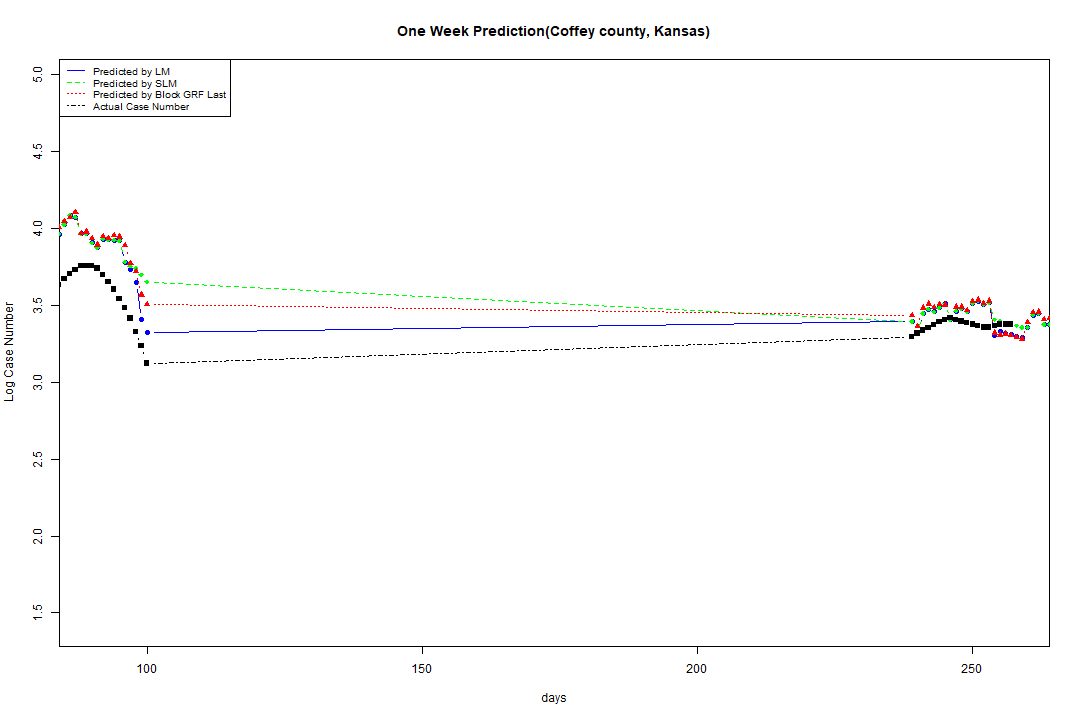 One Week Prediction(Coffey county, Kansas)
Predicted by LM
Predicted by SLM
Predicted by Block GRF Last
Actual Case Number
5.0
4.5
4.0
3.5
3.0
2.5
2.0
1.5
Log Case Number
100 150 200 250
days